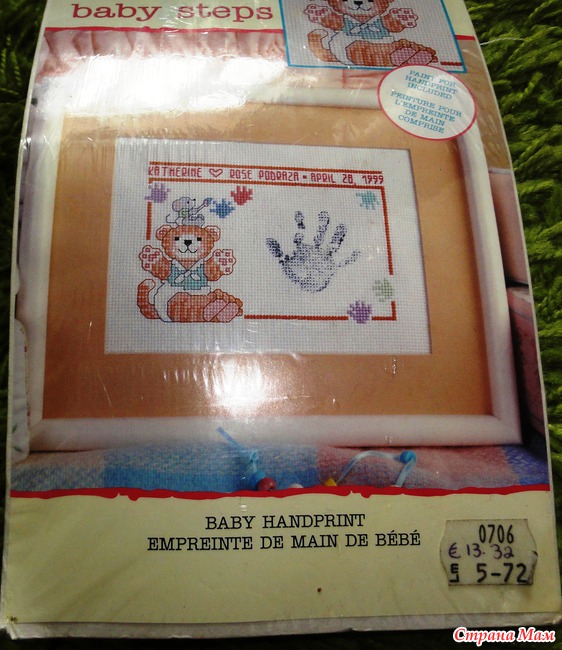 baby steps
PAINT FOR
HANDPRINT
INCLUDED
PEINTURE POUR
L'EMPREINTE
DE MAIN
COMPRISE
KATHERINE ROSE PODRAZA • APRIL 28, 1999
BABY HANDPRINT
EMPREINTE DE MAIN DE BÉBÉ
0706
€ 13.32
5-72
Страна Мам